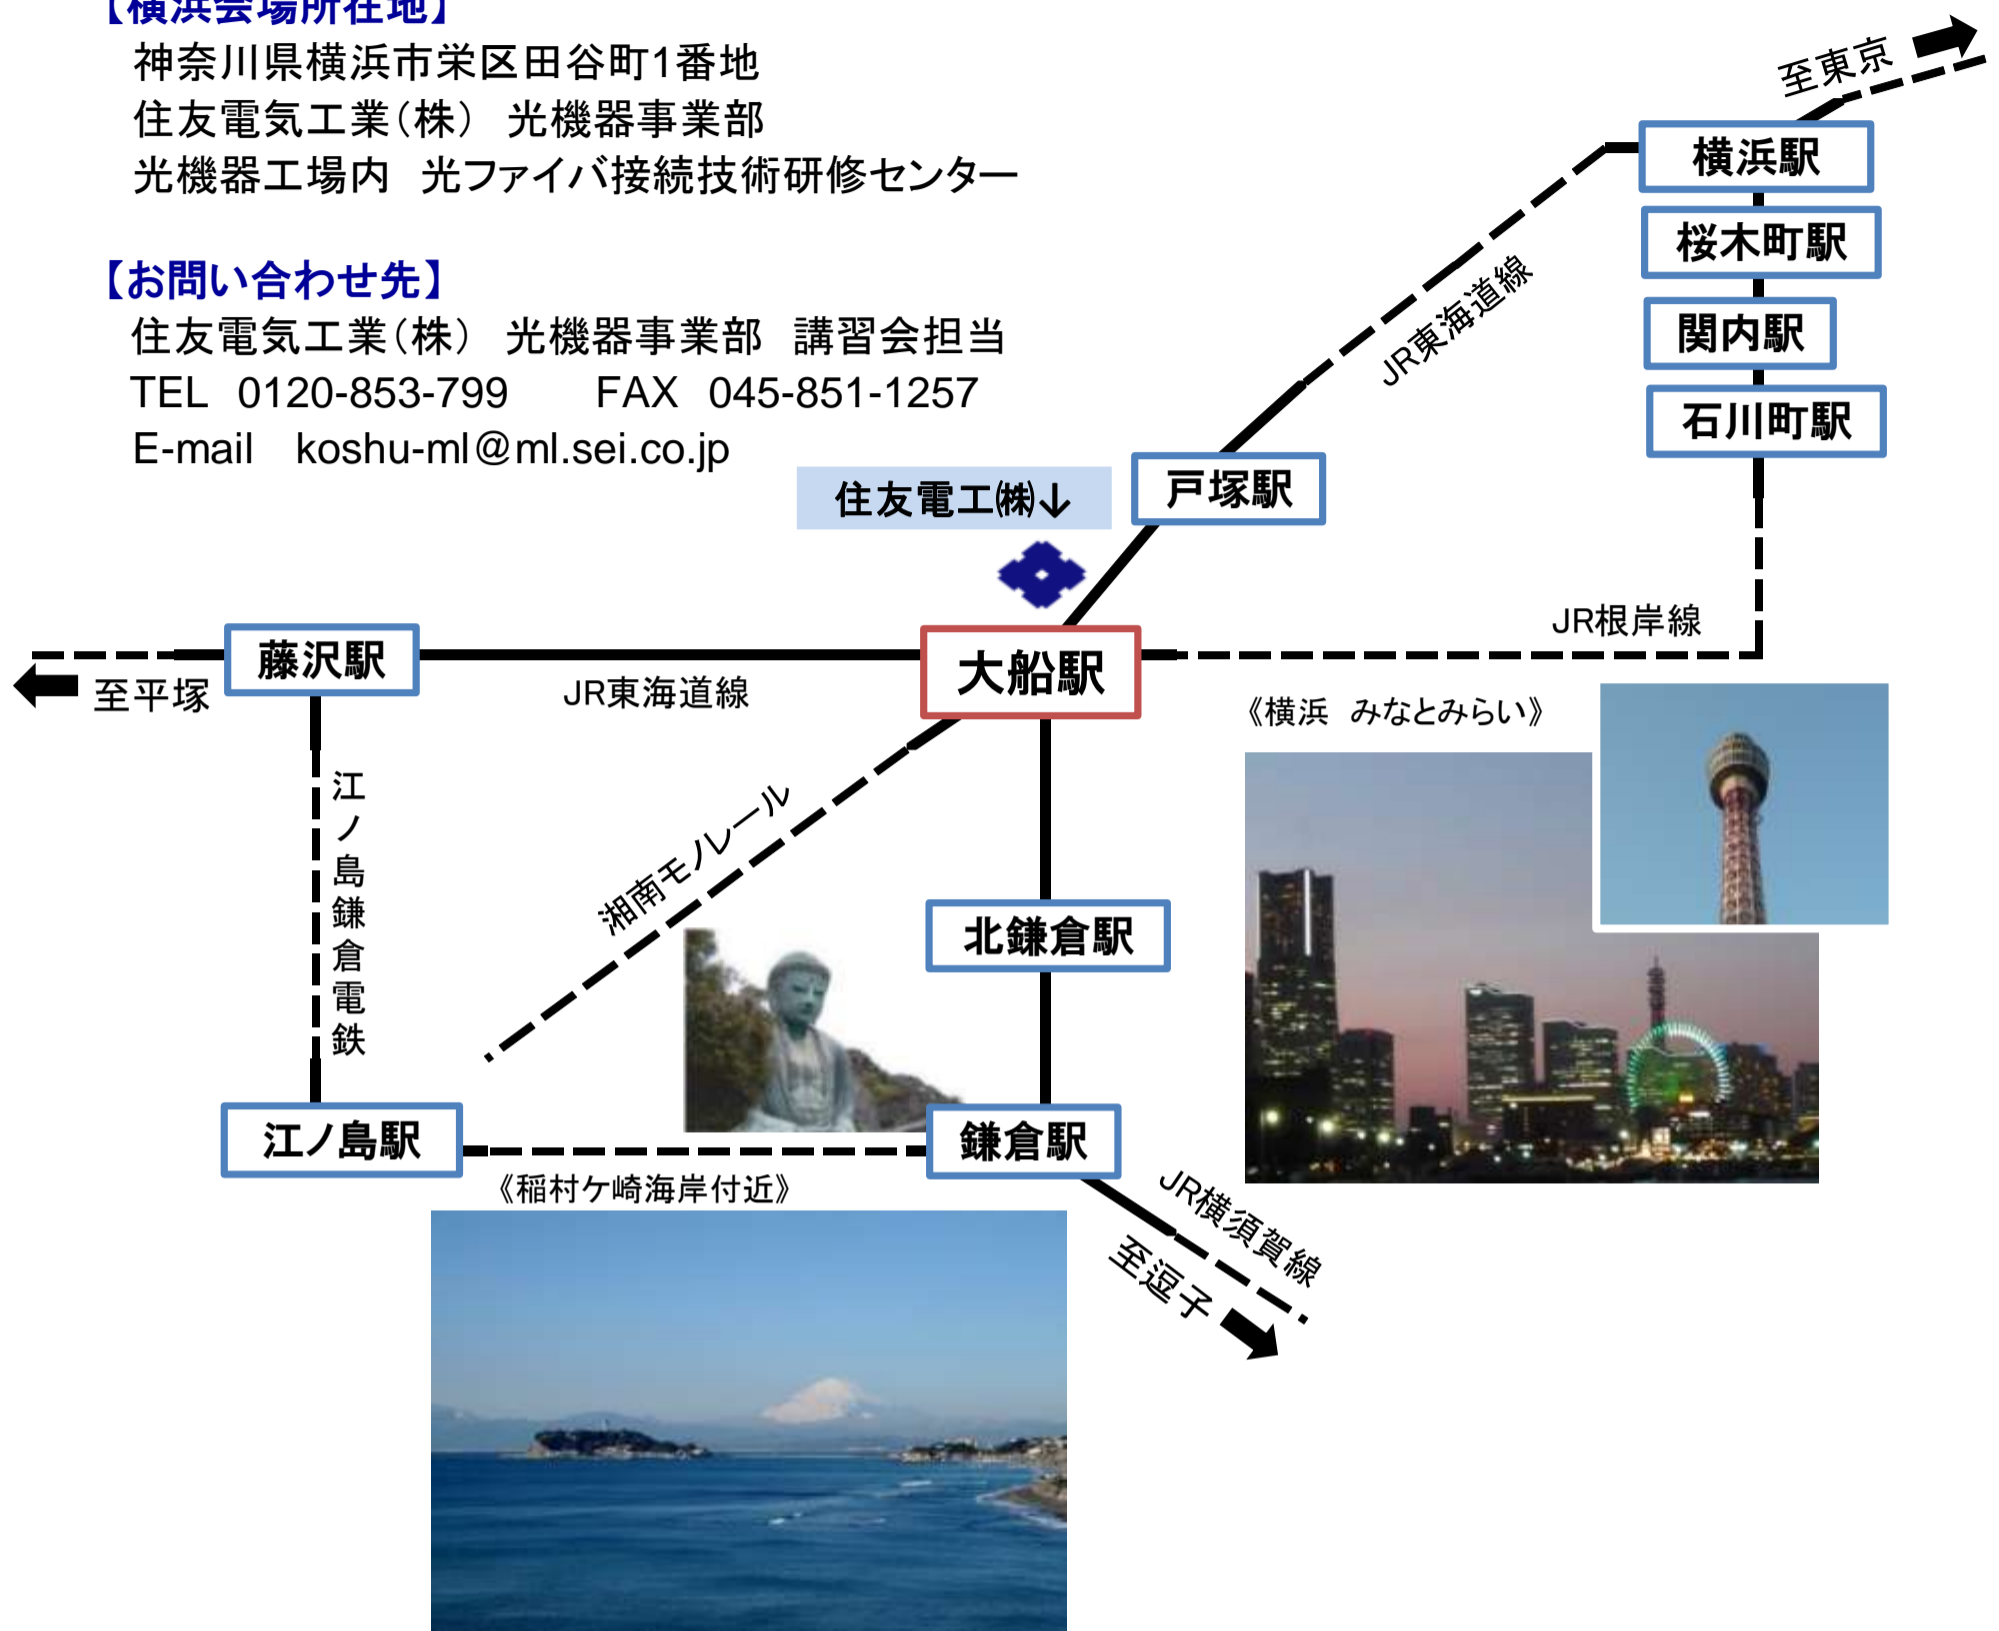 【横浜会場所在地】
神奈川県横浜市栄区田谷町1番地
住友電気工業(株) 光機器事業部
光機器工場内 光ファイバ接続技術研修センター
【お問い合わせ先】
住友電気工業(株) 光機器事業部 講習会担当
TEL 0120-853-799 FAX 045-851-1257
E-mail koshu-ml@ml.sei.co.jp
至東京
横浜駅
桜木町駅
関内駅
石川町駅
JR東海道線
戸塚駅
住友電工㈱↓
JR根岸線
藤沢駅
大船駅
至平塚
JR東海道線
《横浜 みなとみらい》
江ノ島鎌倉電鉄
湘南モノレール
北鎌倉駅
江ノ島駅
鎌倉駅
《稲村ケ崎海岸付近》
JR横須賀線
至逗子